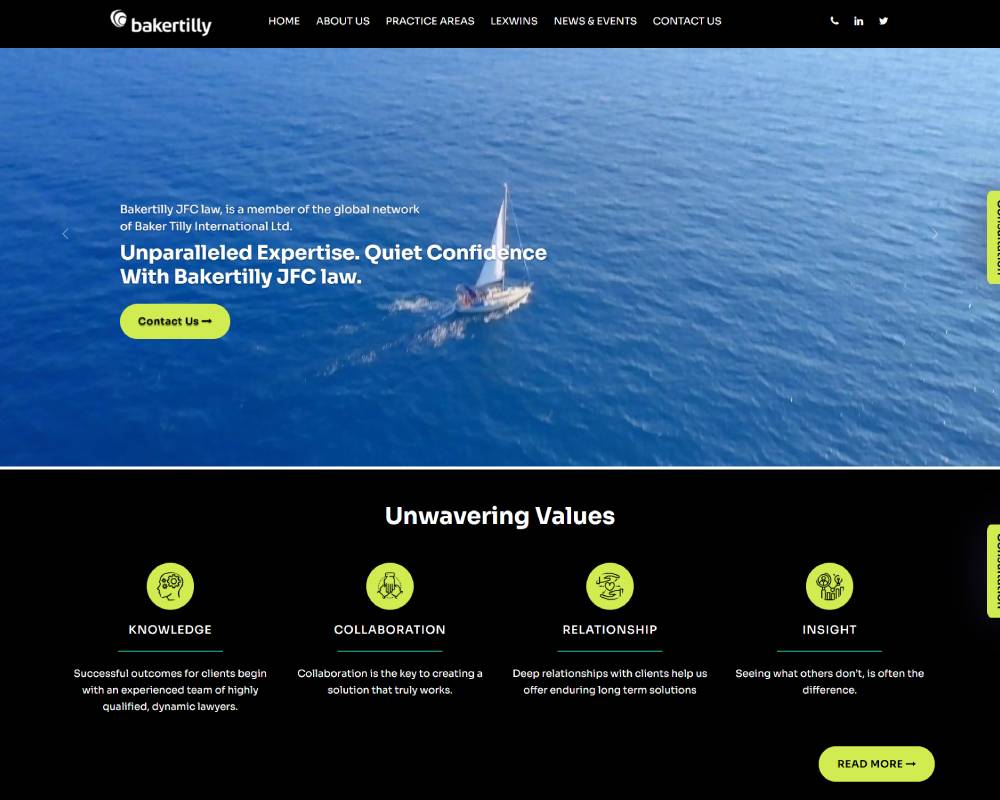 bakertilly
HOME ABOUT US PRACTICE AREAS LEXWINS NEWS & EVENTS CONTACT US
Bakertilly JFC law, is a member of the global network
of Baker Tilly International Ltd.
Unparalleled Expertise. Quiet Confidence
With Bakertilly JFC law.
Contact Us
Unwavering Values
KNOWLEDGE
Successful outcomes for clients begin
with an experienced team of highly
qualified, dynamic lawyers.
COLLABORATION
Collaboration is the key to creating a
solution that truly works.
RELATIONSHIP
Deep relationships with clients help us
offer enduring long term solutions
INSIGHT
Seeing what others don't, is often the
difference.
READ MORE